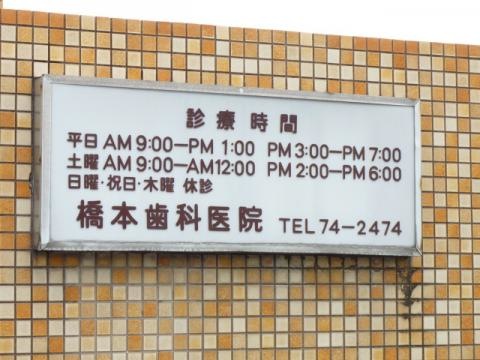 診療時間
平日 AM 9:00—PM 1:00 PM 3:00—PM 7:00
土曜 AM 9:00—AM12:00 PM 2:00—PM 6:00
日曜・祝日・木曜 休診
橋本歯科医院 TEL 74-2474